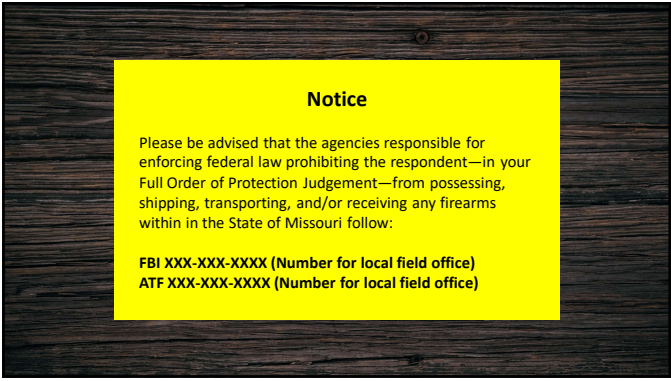 Notice
Please be advised that the agencies responsible for
enforcing federal law prohibiting the respondent—in your
Full Order of Protection Judgement—from possessing,
shipping, transporting, and/or receiving any firearms
within in the State of Missouri follow:
FBI XXX-XXX-XXXX (Number for local field office)
ATF XXX-XXX-XXXX (Number for local field office)